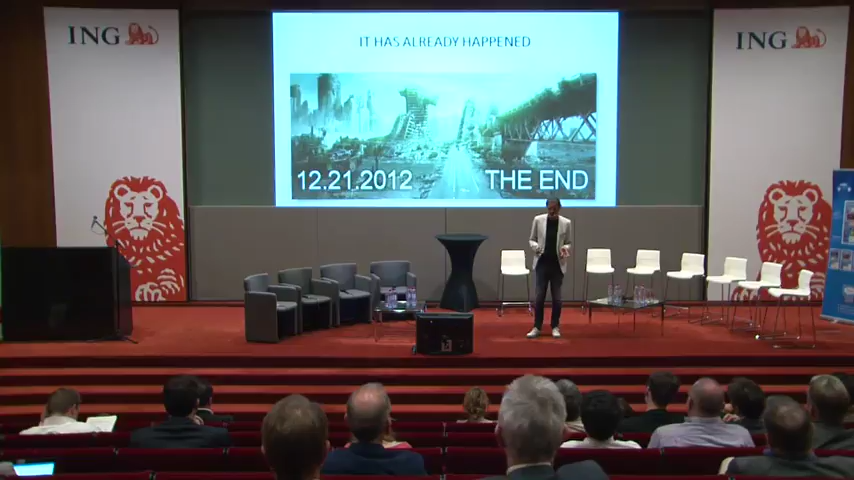 ING
ING
IT HAS ALREADY HAPPENED
12.21.2012
THE END